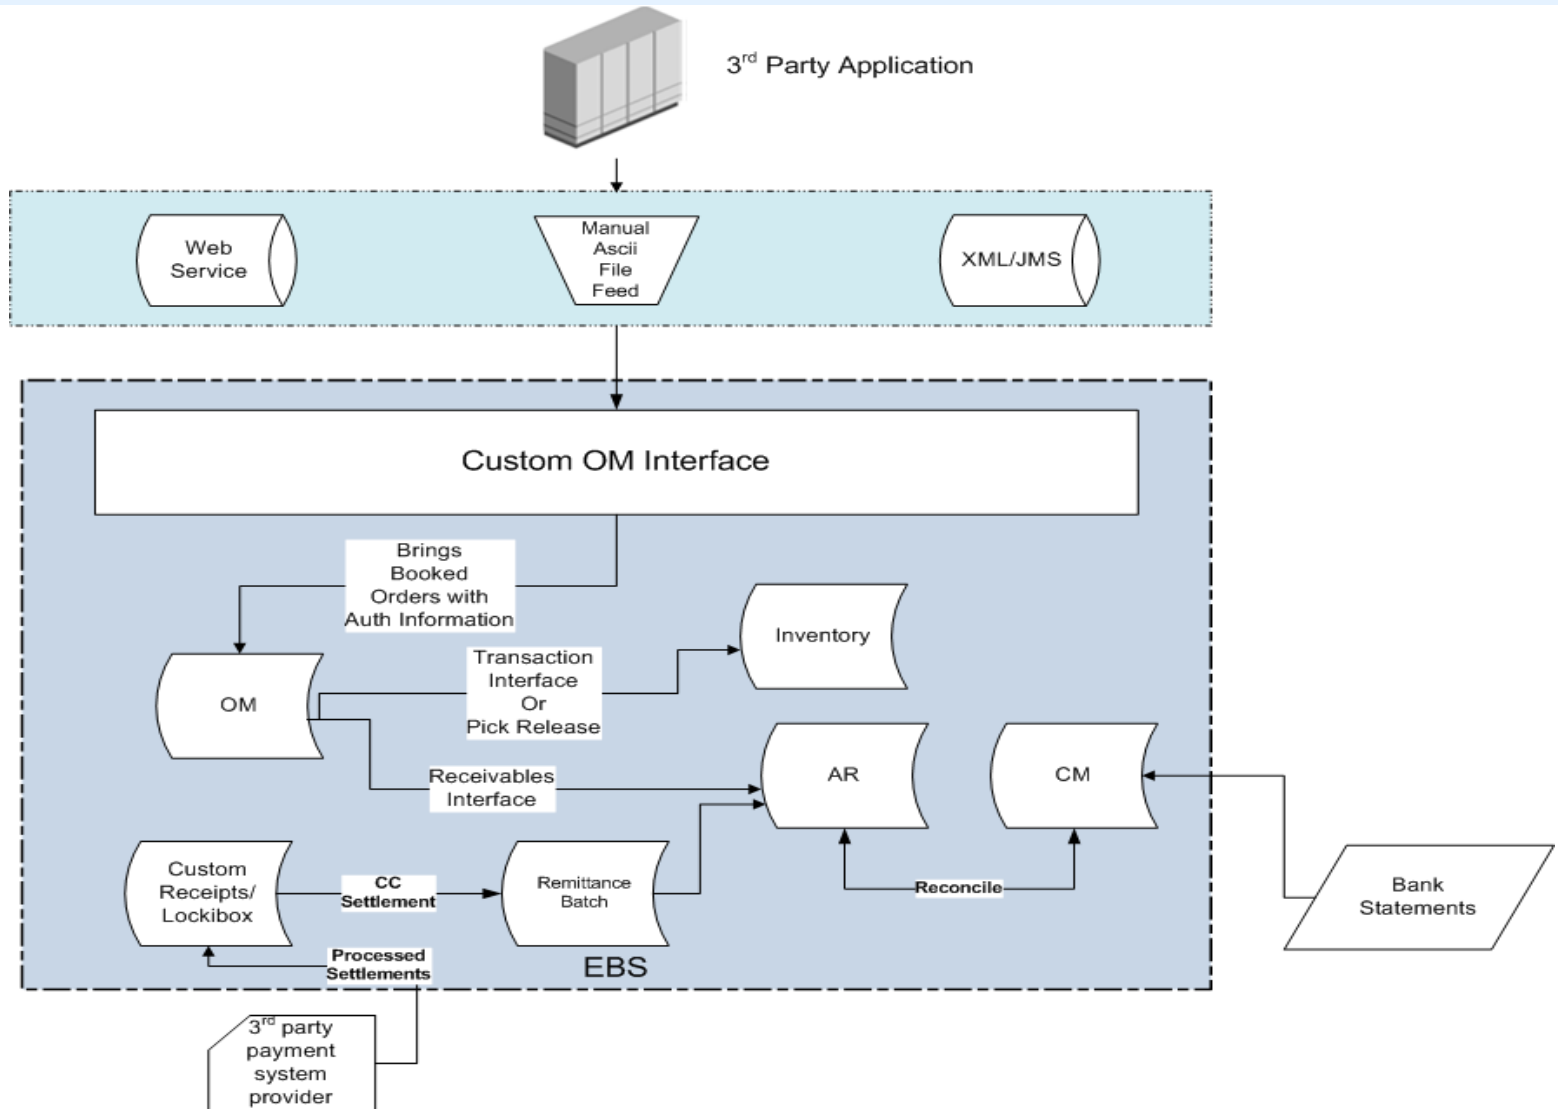 3rd Party Application
Web
Service
Manual
Ascii
File
Feed
XML/JMS
Custom OM Interface
Brings
Booked
Orders with
Auth Information
Inventory
Transaction
Interface
Or
Pick Release
OM
Receivables
Interface
AR
CM
Custom
Receipts/
Lockibox
CC
Settlement
Remittance
Batch
Reconcile
Bank
Statements
Processed
Settlements
EBS
3rd party
payment
system
provider